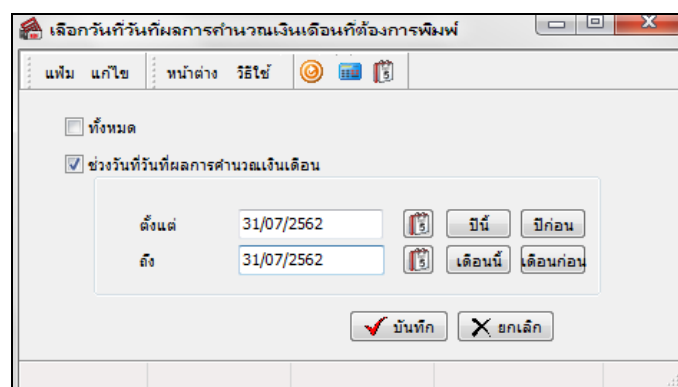 เลือกวันที่วันที่ผลการคำนวณเงินเดือนที่ต้องการพิมพ์
แฟ้ม แก้ไข หน้าต่าง วิธีใช้
ทั้งหมด
ช่วงวันที่วันที่ผลการคำนวณเงินเดือน
ตั้งแต่ 31/07/2562 5 ปีนี้ ปีก่อน
ถึง 31/07/2562 5 เดือนนี้ เดือนก่อน
บันทึก ยกเลิก